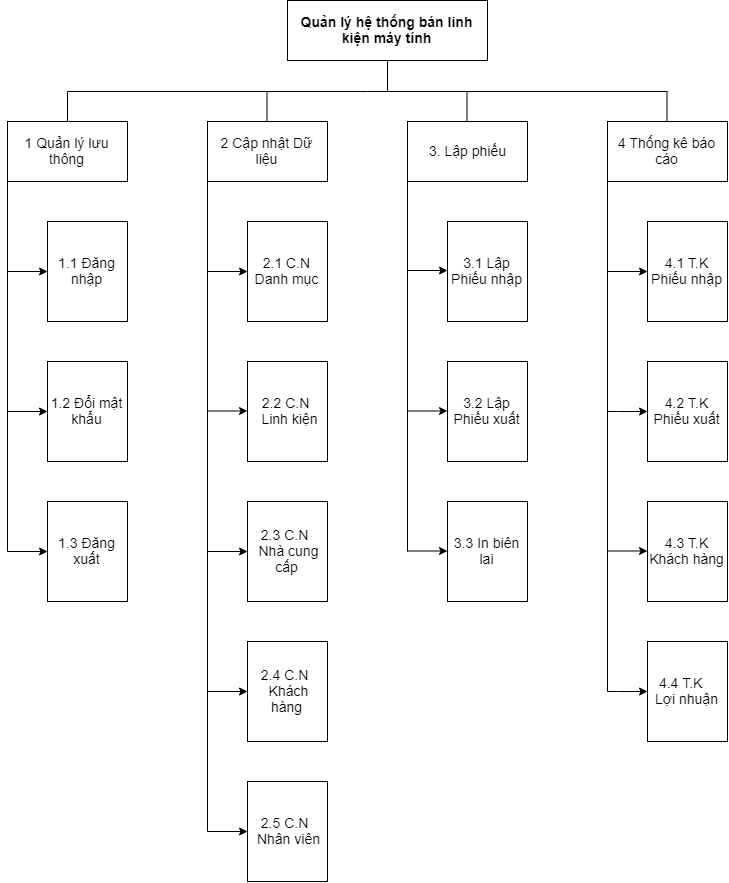 Quản lý hệ thống bán linh
kiện máy tính
1 Quản lý lưu
thông
2 Cập nhật Dữ
liệu
3. Lập phiếu
4 Thống kê báo
cáo
1.1 Đăng
nhập
1.2 Đổi mật
khẩu
1.3 Đăng
xuất
2.1 C.N
Danh mục
2.2 C.N
Linh kiện
2.3 C.N
Nhà cung
cấp
2.4 C.N
Khách
hàng
2.5 C.N
Nhân viên
3.1 Lập
Phiếu nhập
3.2 Lập
Phiếu xuất
3.3 In biên
lai
4.1 T.K
Phiếu nhập
4.2 T.K
Phiếu xuất
4.3 T.K
Khách hàng
4.4 T.K
Lợi nhuận